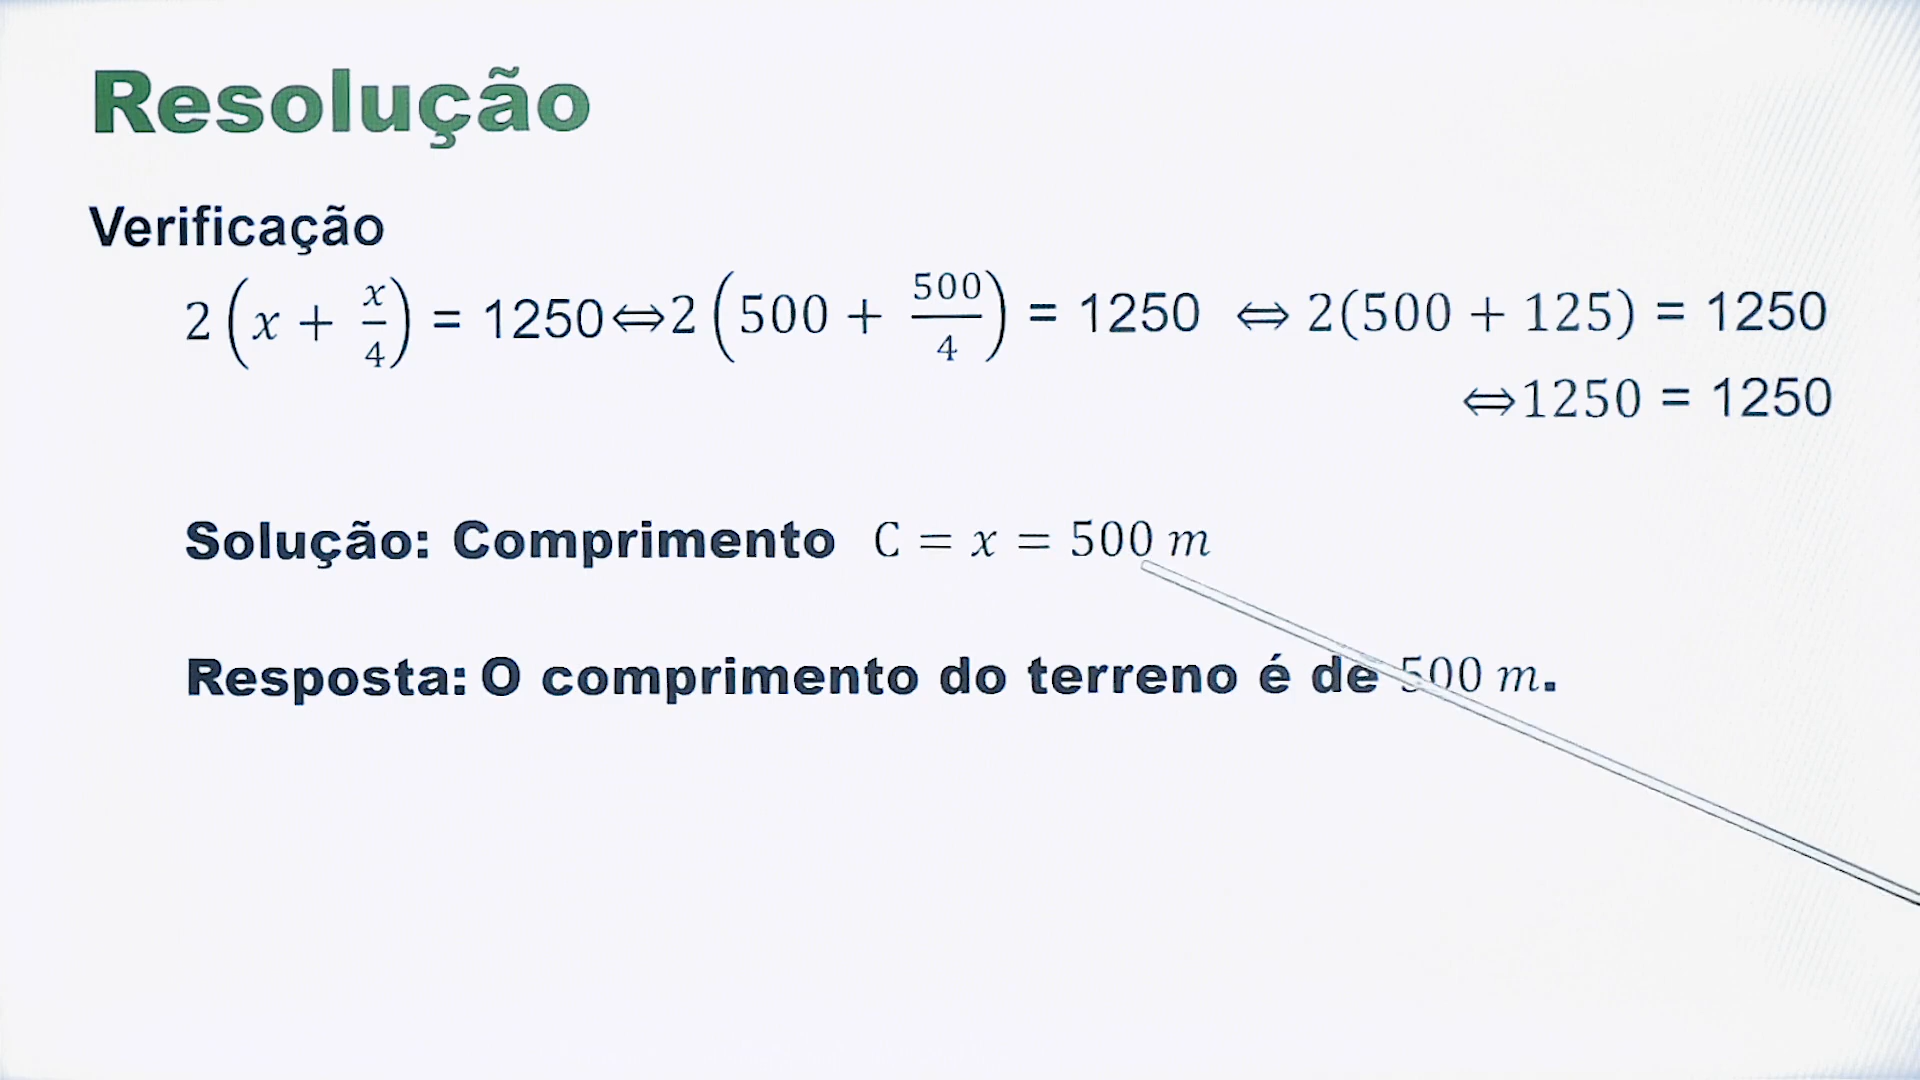 Resolução
Verificação
2(x + x/4) = 1250⇔2(500 + 500/4) = 1250 ⇔ 2(500 + 125) = 1250
⇔1250 = 1250
Solução: Comprimento C = x = 500 m
Resposta: O comprimento do terreno é de 500 m.